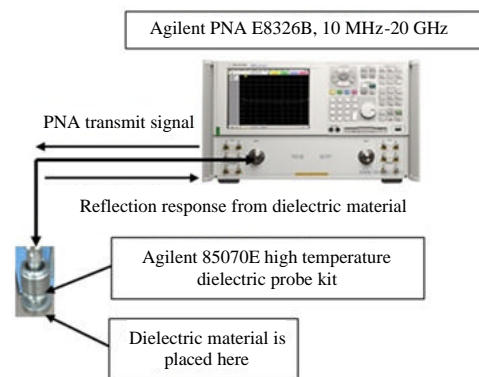 Agilent PNA E8326B, 10 MHz-20 GHz
PNA transmit signal
Reflection response from dielectric material
Agilent 85070E high temperature
dielectric probe kit
Dielectric material is
placed here